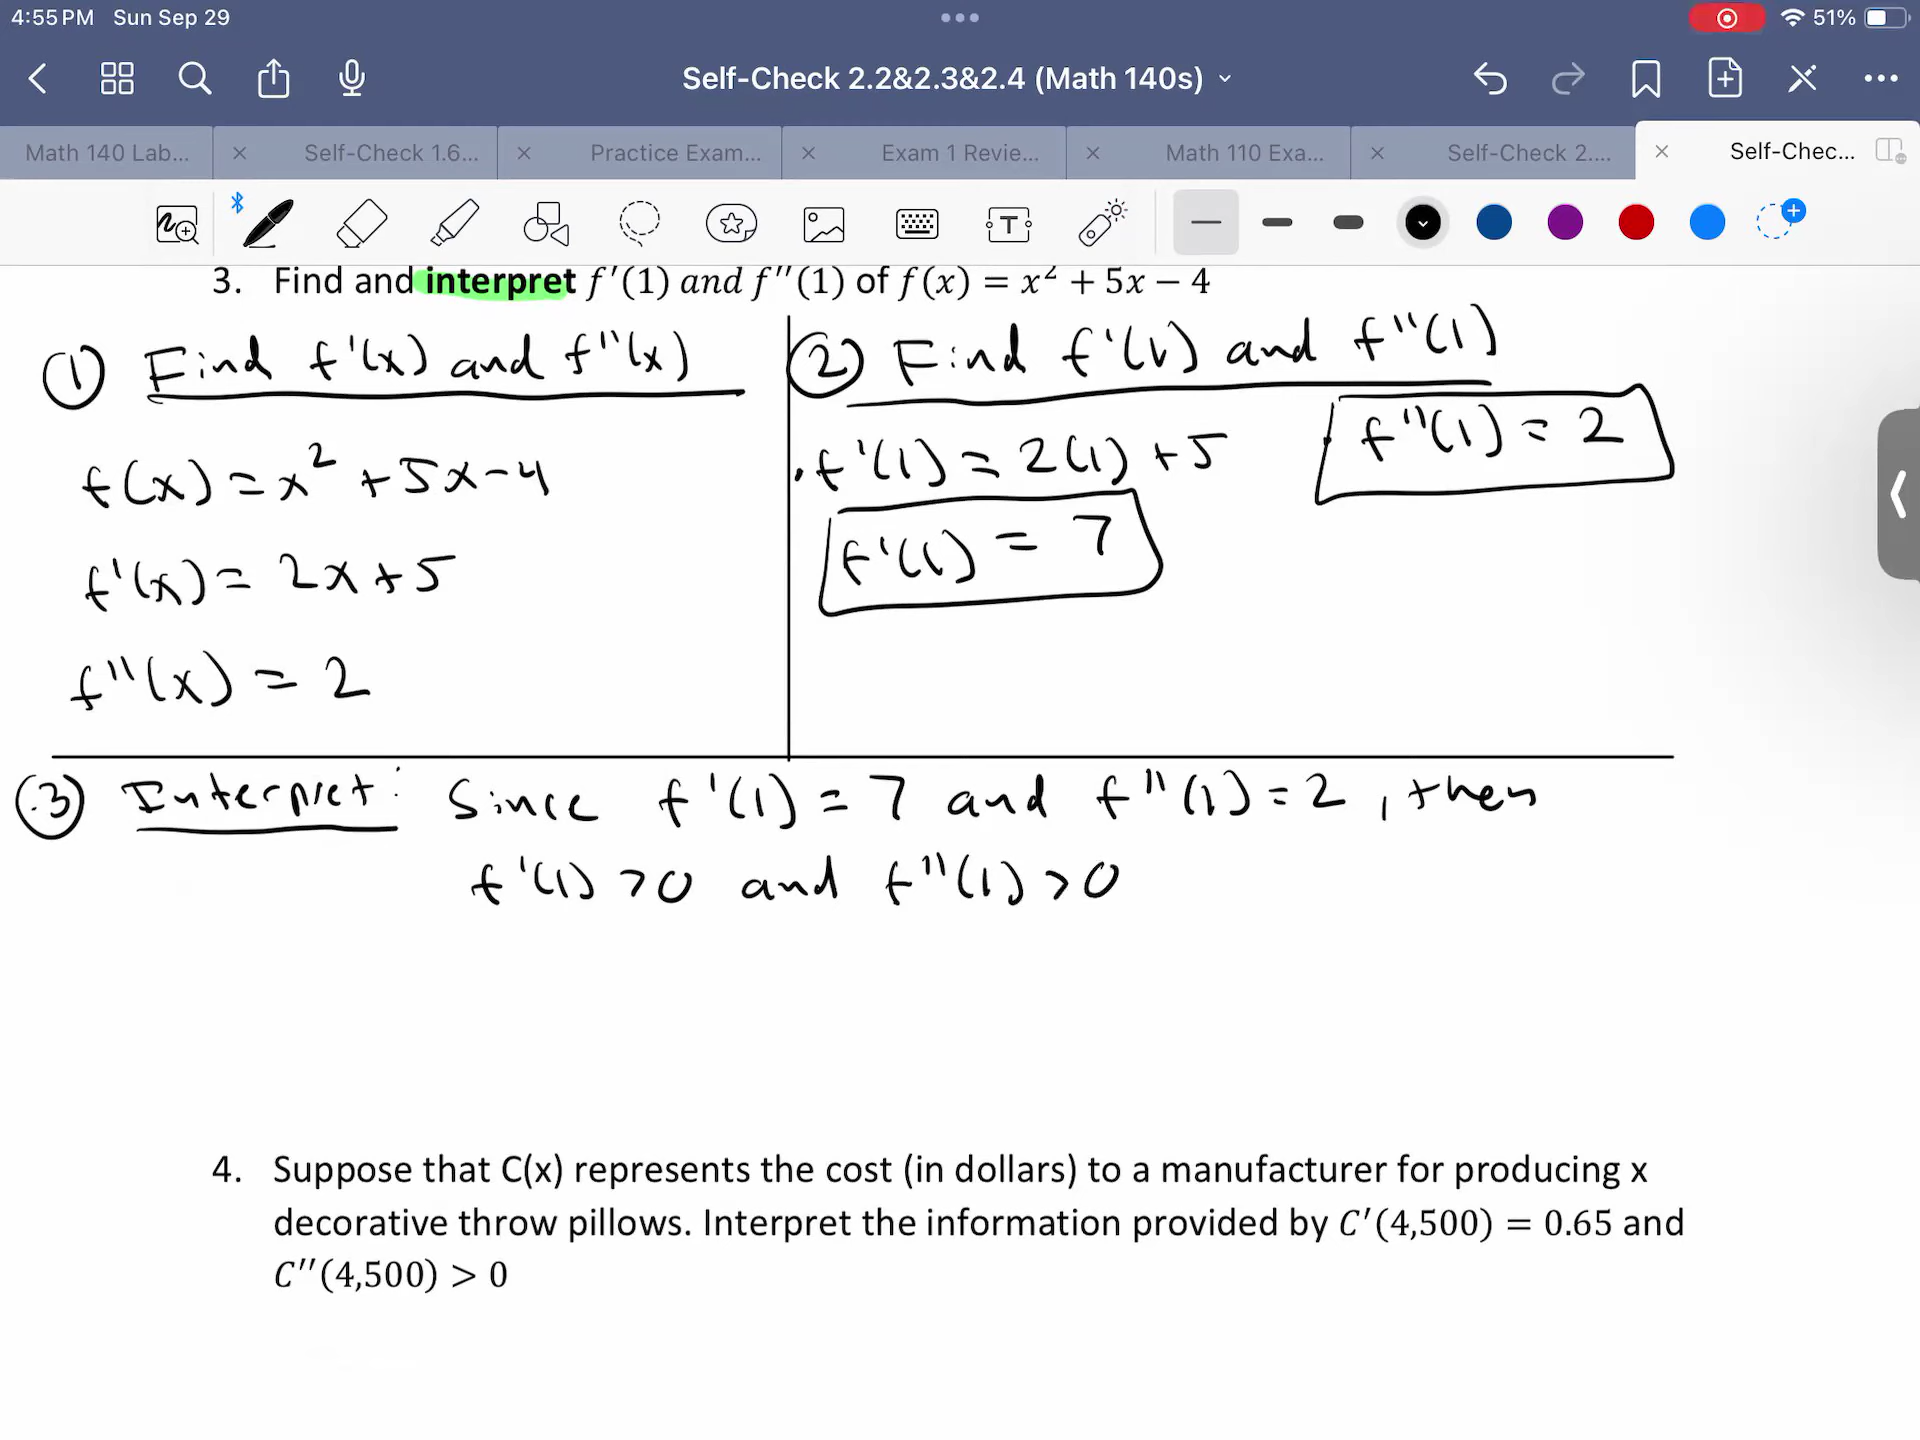 4:55 PM Sun Sep 29
51%
Self-Check 2.2&2.3&2.4 (Math 140s)
Math 140 Lab...
Self-Check 1.6...
Practice Exam...
Exam 1 Revie...
Math 110 Exa...
Self-Check 2....
Self-Chec...
3. Find and interpret f′(1) and f′′(1) of f(x) = x² + 5x − 4
① Find f'(x) and f''(x)
f(x) = x² + 5x - 4
f'(x) = 2x + 5
f''(x) = 2
② Find f'(1) and f''(1)
f'(1) = 2(1) + 5
f'(1) = 7
f''(1) = 2
③ Interpret: Since f'(1) = 7 and f''(1) = 2, then
f'(1) > 0 and f''(1) > 0
4. Suppose that C(x) represents the cost (in dollars) to a manufacturer for producing x
decorative throw pillows. Interpret the information provided by C′(4,500) = 0.65 and
C′′(4,500) > 0